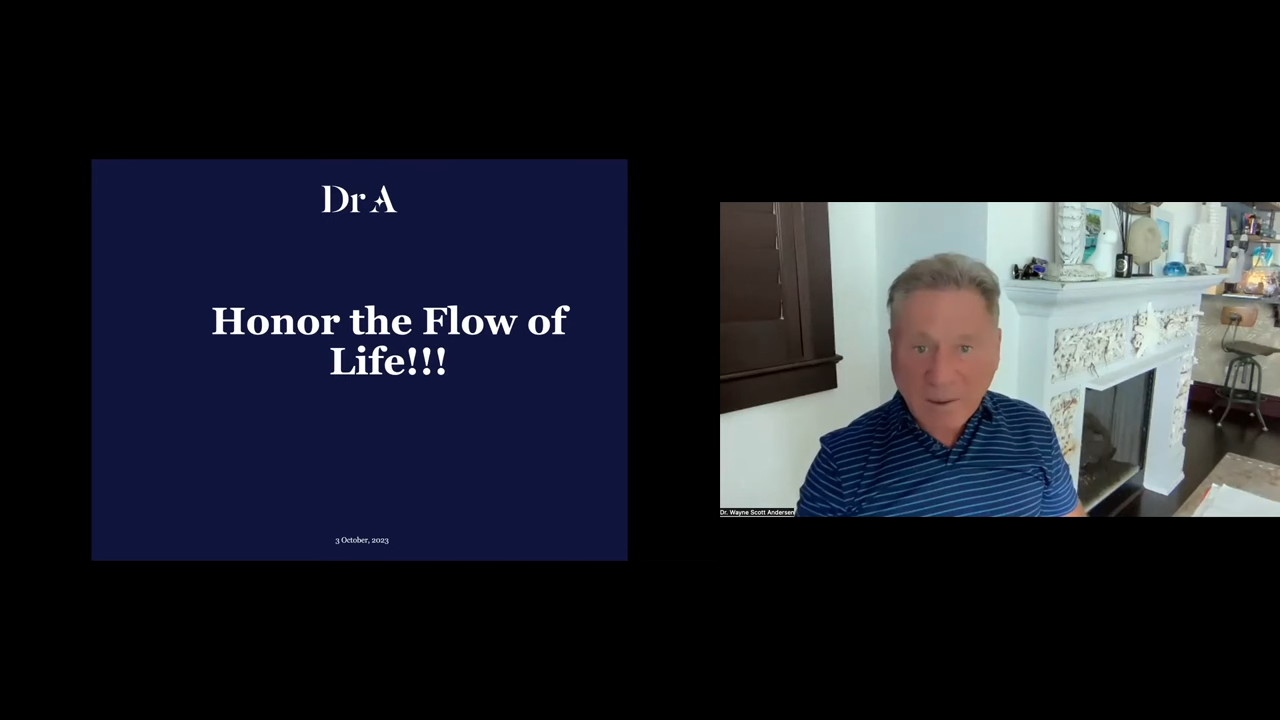 Dr A
Honor the Flow of
Life!!!
3 October, 2023
Dr. Wayne Scott Andersen